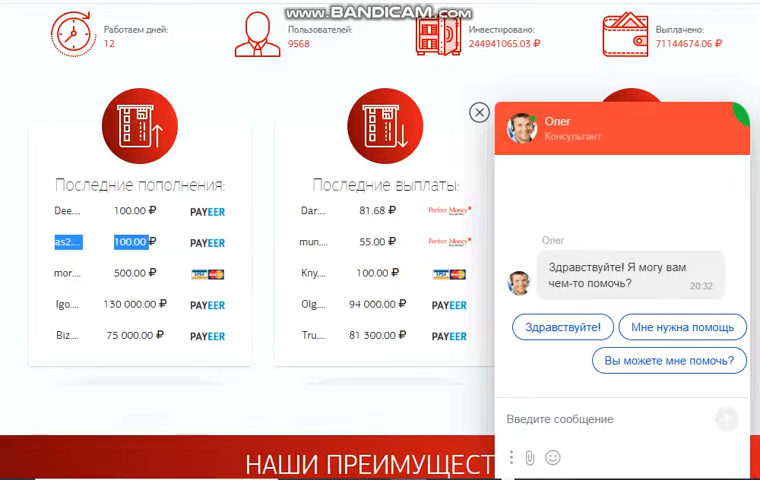 www.BANDICAM.com
Работаем дней:
12
Пользователей:
9568
Инвестировано:
244941065.03 ₽
Выплачено:
71144674.06 ₽
Последние пополнения:
Dee.... 100.00 ₽ PAYEER
as2.... 100.00 ₽ PAYEER
mor.... 500.00 ₽ VISA MasterCard
Igo.... 130 000.00 ₽ PAYEER
Biz.... 75 000.00 ₽ PAYEER
Последние выплаты:
Dar.... 81.68 ₽ Perfect Money
mun.... 55.00 ₽ Perfect Money
Kny.... 100.00 ₽ VISA MasterCard
Olg.... 94 000.00 ₽ PAYEER
Tru.... 81 300.00 ₽ PAYEER
Олег
Консультант
Олег
Здравствуйте! Я могу вам
чем-то помочь?
20:32
Здравствуйте!
Мне нужна помощь
Вы можете мне помочь?
Введите сообщение
НАШИ ПРЕИМУЩЕСТ